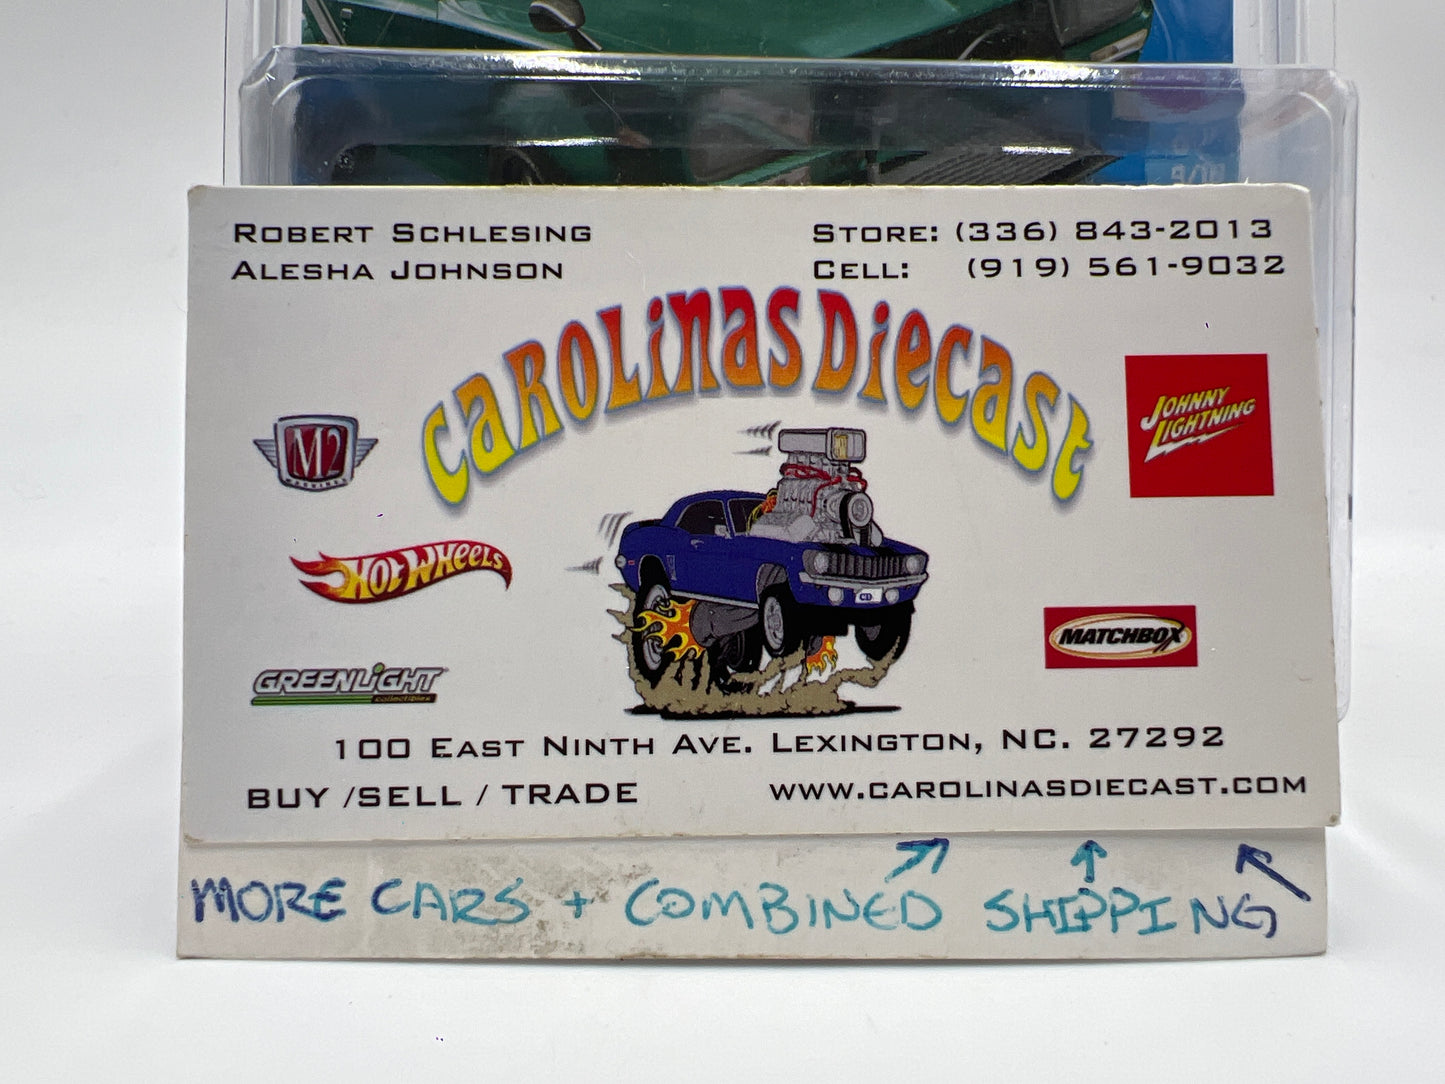 ROBERT SCHLESING
ALESHA JOHNSON
STORE: (336) 843-2013
CELL: (919) 561-9032
CAROLINAS DIECAST
M2
MACHINES
JOHNNY
LIGHTNING
HOT WHEELS
MATCHBOX
GREENLIGHT
collectibles
100 EAST NINTH AVE. LEXINGTON, NC. 27292
BUY /SELL / TRADE
WWW.CAROLINASDIECAST.COM
MORE CARS + COMBINED SHIPPING